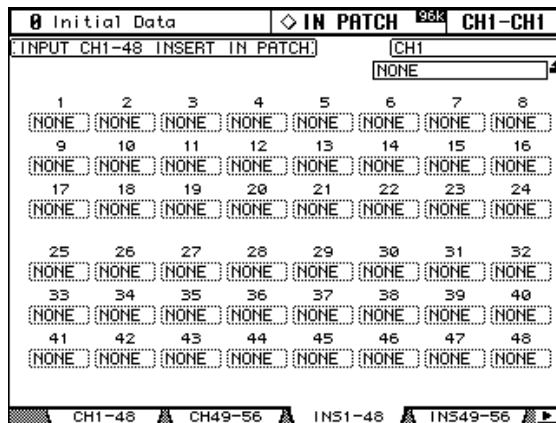 0 Initial Data ◇ IN PATCH 96k CH1-CH1
INPUT CH1-48 INSERT IN PATCH CH1
NONE
1 2 3 4 5 6 7 8
NONE NONE NONE NONE NONE NONE NONE NONE
9 10 11 12 13 14 15 16
NONE NONE NONE NONE NONE NONE NONE NONE
17 18 19 20 21 22 23 24
NONE NONE NONE NONE NONE NONE NONE NONE
25 26 27 28 29 30 31 32
NONE NONE NONE NONE NONE NONE NONE NONE
33 34 35 36 37 38 39 40
NONE NONE NONE NONE NONE NONE NONE NONE
41 42 43 44 45 46 47 48
NONE NONE NONE NONE NONE NONE NONE NONE
CH1-48 CH49-56 INS1-48 INS49-56